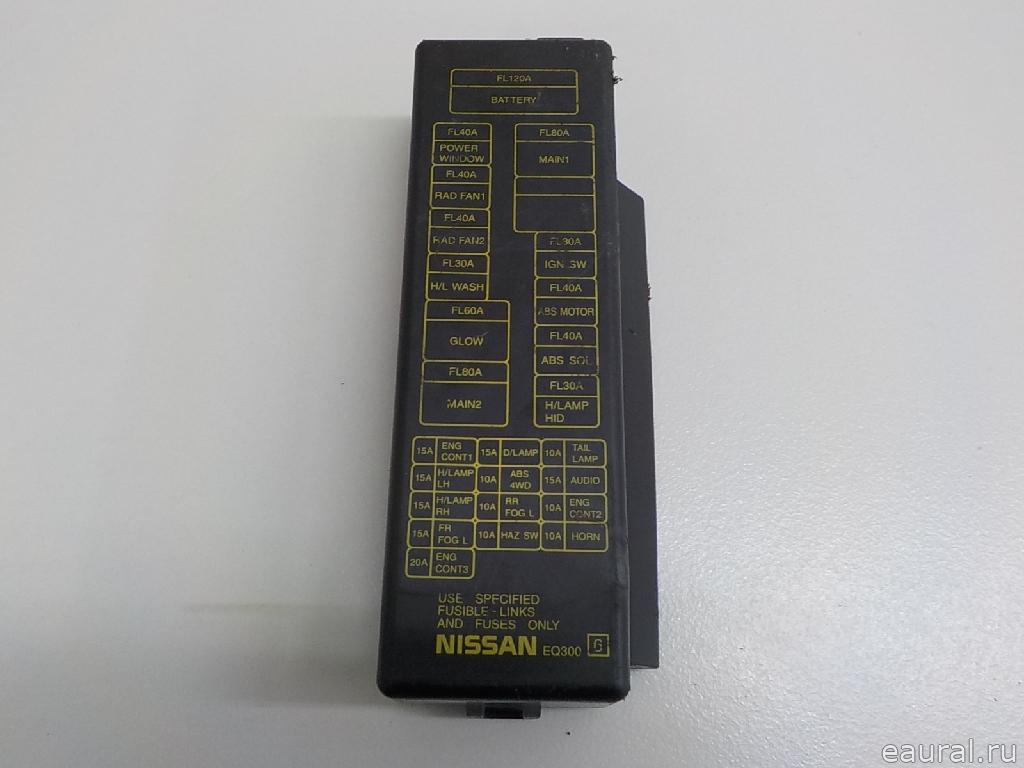 FL120A
BATTERY
FL40A
POWER
WINDOW
FL40A
RAD FAN1
FL40A
RAD FAN2
FL30A
H/L WASH
FL60A
GLOW
FL80A
MAIN2
FL80A
MAIN1
FL30A
IGN SW
FL40A
ABS MOTOR
FL40A
ABS SOL
FL30A
H/LAMP
HID
15A ENG CONT1 15A D/LAMP 10A TAIL LAMP
15A H/LAMP LH 10A ABS 4WD 15A AUDIO
15A H/LAMP RH 10A RR FOG L 10A ENG CONT2
15A FR FOG L 10A HAZ SW 10A HORN
20A ENG CONT3
USE SPECIFIED
FUSIBLE-LINKS
AND FUSES ONLY
NISSAN EQ300 G
eaural.ru